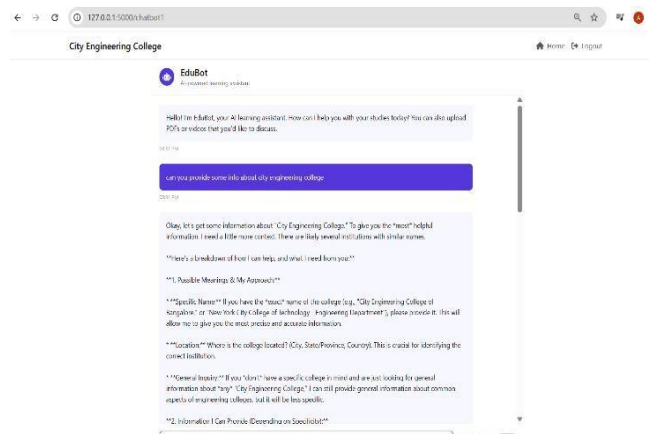 127.0.0.1:5000/chatbot1
City Engineering College
Home
Logout
EduBot
AI-powered learning assistant
Hello! I'm EduBot, your AI learning assistant. How can I help you with your studies today? You can also upload
PDFs or videos that you'd like to discuss.
can you provide some info about city engineering college
Okay, let's get some information about "City Engineering College." To give you the *most* helpful
information, I need a little more context. There are likely several institutions with similar names.
**Here's a breakdown of how I can help, and what I need from you:**
**1. Possible Meanings & My Approach**
* **Specific Name:** If you have the *exact* name of the college (e.g., "City Engineering College of
Bangalore," or "New York City College of Technology - Engineering Department"), please provide it. This will
allow me to give you the most precise and accurate information.
* **Location:** Where is the college located? (City, State/Province, Country). This is crucial for identifying the
correct institution.
* **General Inquiry:** If you *don't* have a specific college in mind and are just looking for general
information about *any* "City Engineering College," I can still provide general information about common
aspects of engineering colleges, but it will be less specific.
**2. Information I Can Provide (Depending on Specificity):**